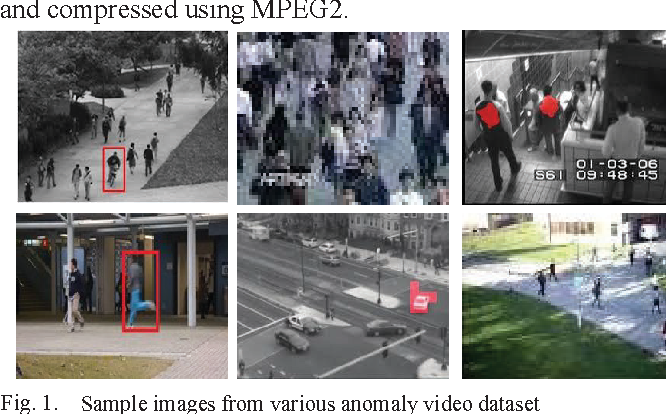 and compressed using MPEG2.
01-03-06
S61 09:48:45
Fig. 1. Sample images from various anomaly video dataset